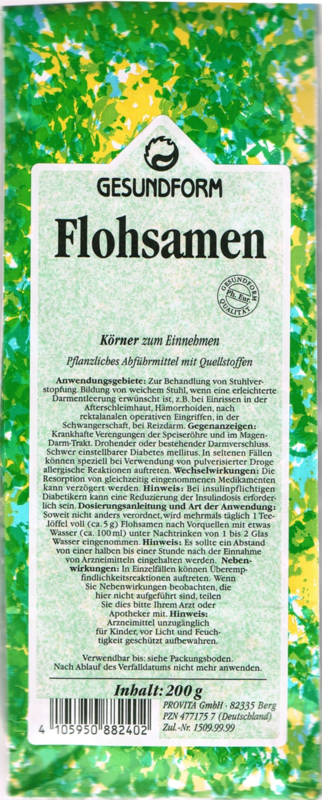 GESUNDFORM
Flohsamen
GESUNDFORM
Ph. Eur.
QUALITÄT
Körner zum Einnehmen
Pflanzliches Abführmittel mit Quellstoffen
Anwendungsgebiete: Zur Behandlung von Stuhlver-
stopfung. Bildung von weichem Stuhl, wenn eine erleichterte
Darmentleerung erwünscht ist, z.B. bei Einrissen in der
Afterschleimhaut, Hämorrhoiden, nach
rektalanalen operativen Eingriffen, in der
Schwangerschaft, bei Reizdarm. Gegenanzeigen:
Krankhafte Verengungen der Speiseröhre und im Magen-
Darm-Trakt. Drohender oder bestehender Darmverschluss.
Schwer einstellbarer Diabetes mellitus. In seltenen Fällen
können speziell bei Verwendung von pulverisierter Droge
allergische Reaktionen auftreten. Wechselwirkungen: Die
Resorption von gleichzeitig eingenommenen Medikamenten
kann verzögert werden. Hinweis: Bei insulinpflichtigen
Diabetikern kann eine Reduzierung der Insulindosis erforder-
lich sein. Dosierungsanleitung und Art der Anwendung:
Soweit nicht anders verordnet, wird mehrmals täglich 1 Tee-
löffel voll (ca. 5 g) Flohsamen nach Vorquellen mit etwas
Wasser (ca. 100 ml) unter Nachtrinken von 1 bis 2 Glas
Wasser eingenommen. Hinweis: Es sollte ein Abstand
von einer halben bis einer Stunde nach der Einnahme
von Arzneimitteln eingehalten werden. Neben-
wirkungen: In Einzelfällen können Überemp-
findlichkeitsreaktionen auftreten. Wenn
Sie Nebenwirkungen beobachten, die
hier nicht aufgeführt sind, teilen
Sie dies bitte Ihrem Arzt oder
Apotheker mit. Hinweis:
Arzneimittel unzugänglich
für Kinder, vor Licht und Feuch-
tigkeit geschützt aufbewahren.
Verwendbar bis: siehe Packungsboden.
Nach Ablauf des Verfalldatums nicht mehr anwenden.
Inhalt: 200 g
PROVITA GmbH · 82335 Berg
PZN 477175 7 (Deutschland)
Zul.-Nr. 1509.99.99
4 105950 882402